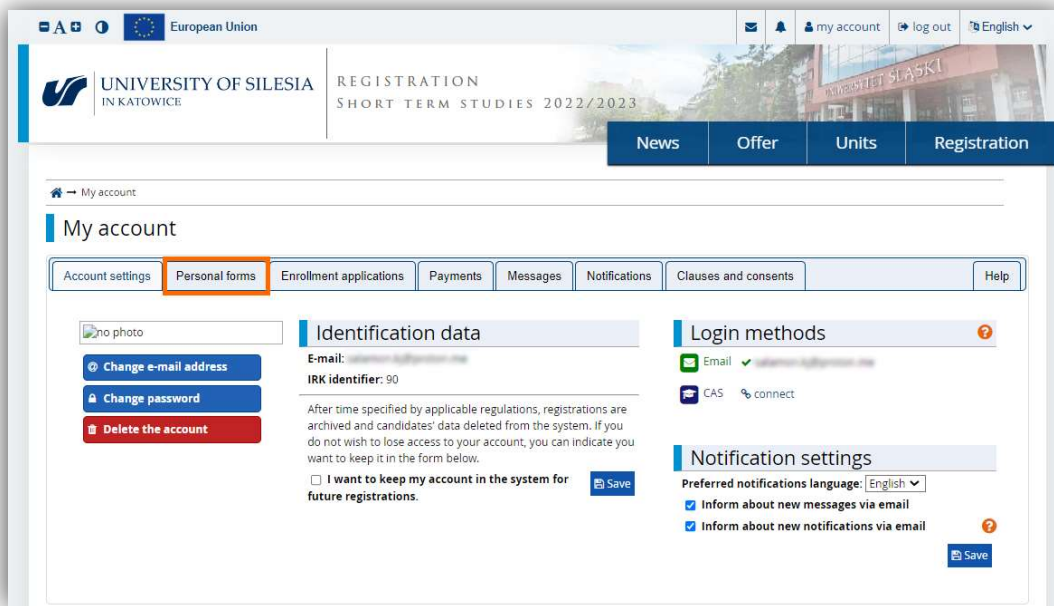 A European Union my account log out English
UNIVERSITY OF SILESIA
IN KATOWICE
REGISTRATION
SHORT TERM STUDIES 2022/2023
UNIWERSYTET ŚLĄSKI
News Offer Units Registration
My account
My account
Account settings Personal forms Enrollment applications Payments Messages Notifications Clauses and consents Help
no photo
@ Change e-mail address
Change password
Delete the account
Identification data
E-mail:
IRK identifier: 90
After time specified by applicable regulations, registrations are
archived and candidates' data deleted from the system. If you
do not wish to lose access to your account, you can indicate you
want to keep it in the form below.
I want to keep my account in the system for
future registrations.
Save
Login methods ?
Email
CAS connect
Notification settings
Preferred notifications language: English
Inform about new messages via email
Inform about new notifications via email ?
Save